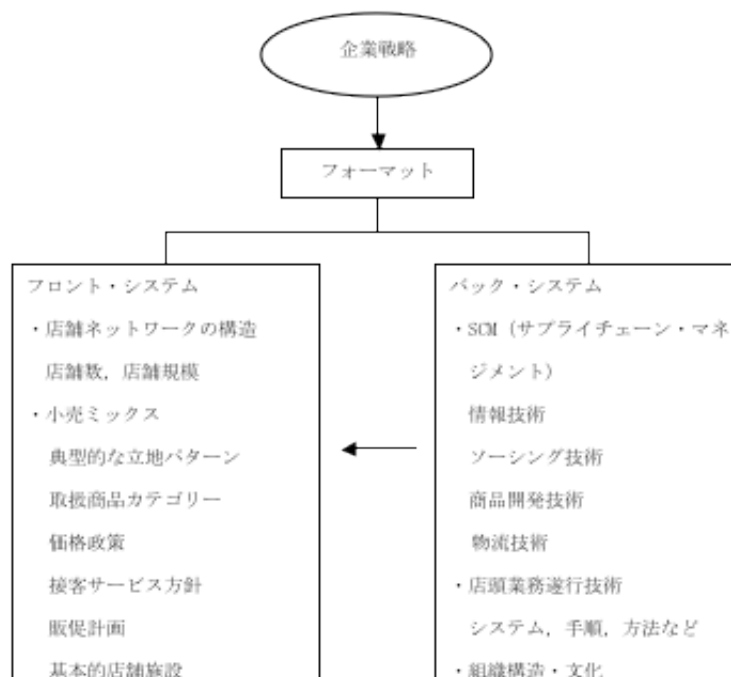 企業戦略
フォーマット
フロント・システム
・店舗ネットワークの構造
店舗数，店舗規模
・小売ミックス
典型的な立地パターン
取扱商品カテゴリー
価格政策
接客サービス方針
販促計画
基本的店舗施設
バック・システム
・SCM（サプライチェーン・マネ
ジメント）
情報技術
ソーシング技術
商品開発技術
物流技術
・店頭業務遂行技術
システム，手順，方法など
・組織構造・文化